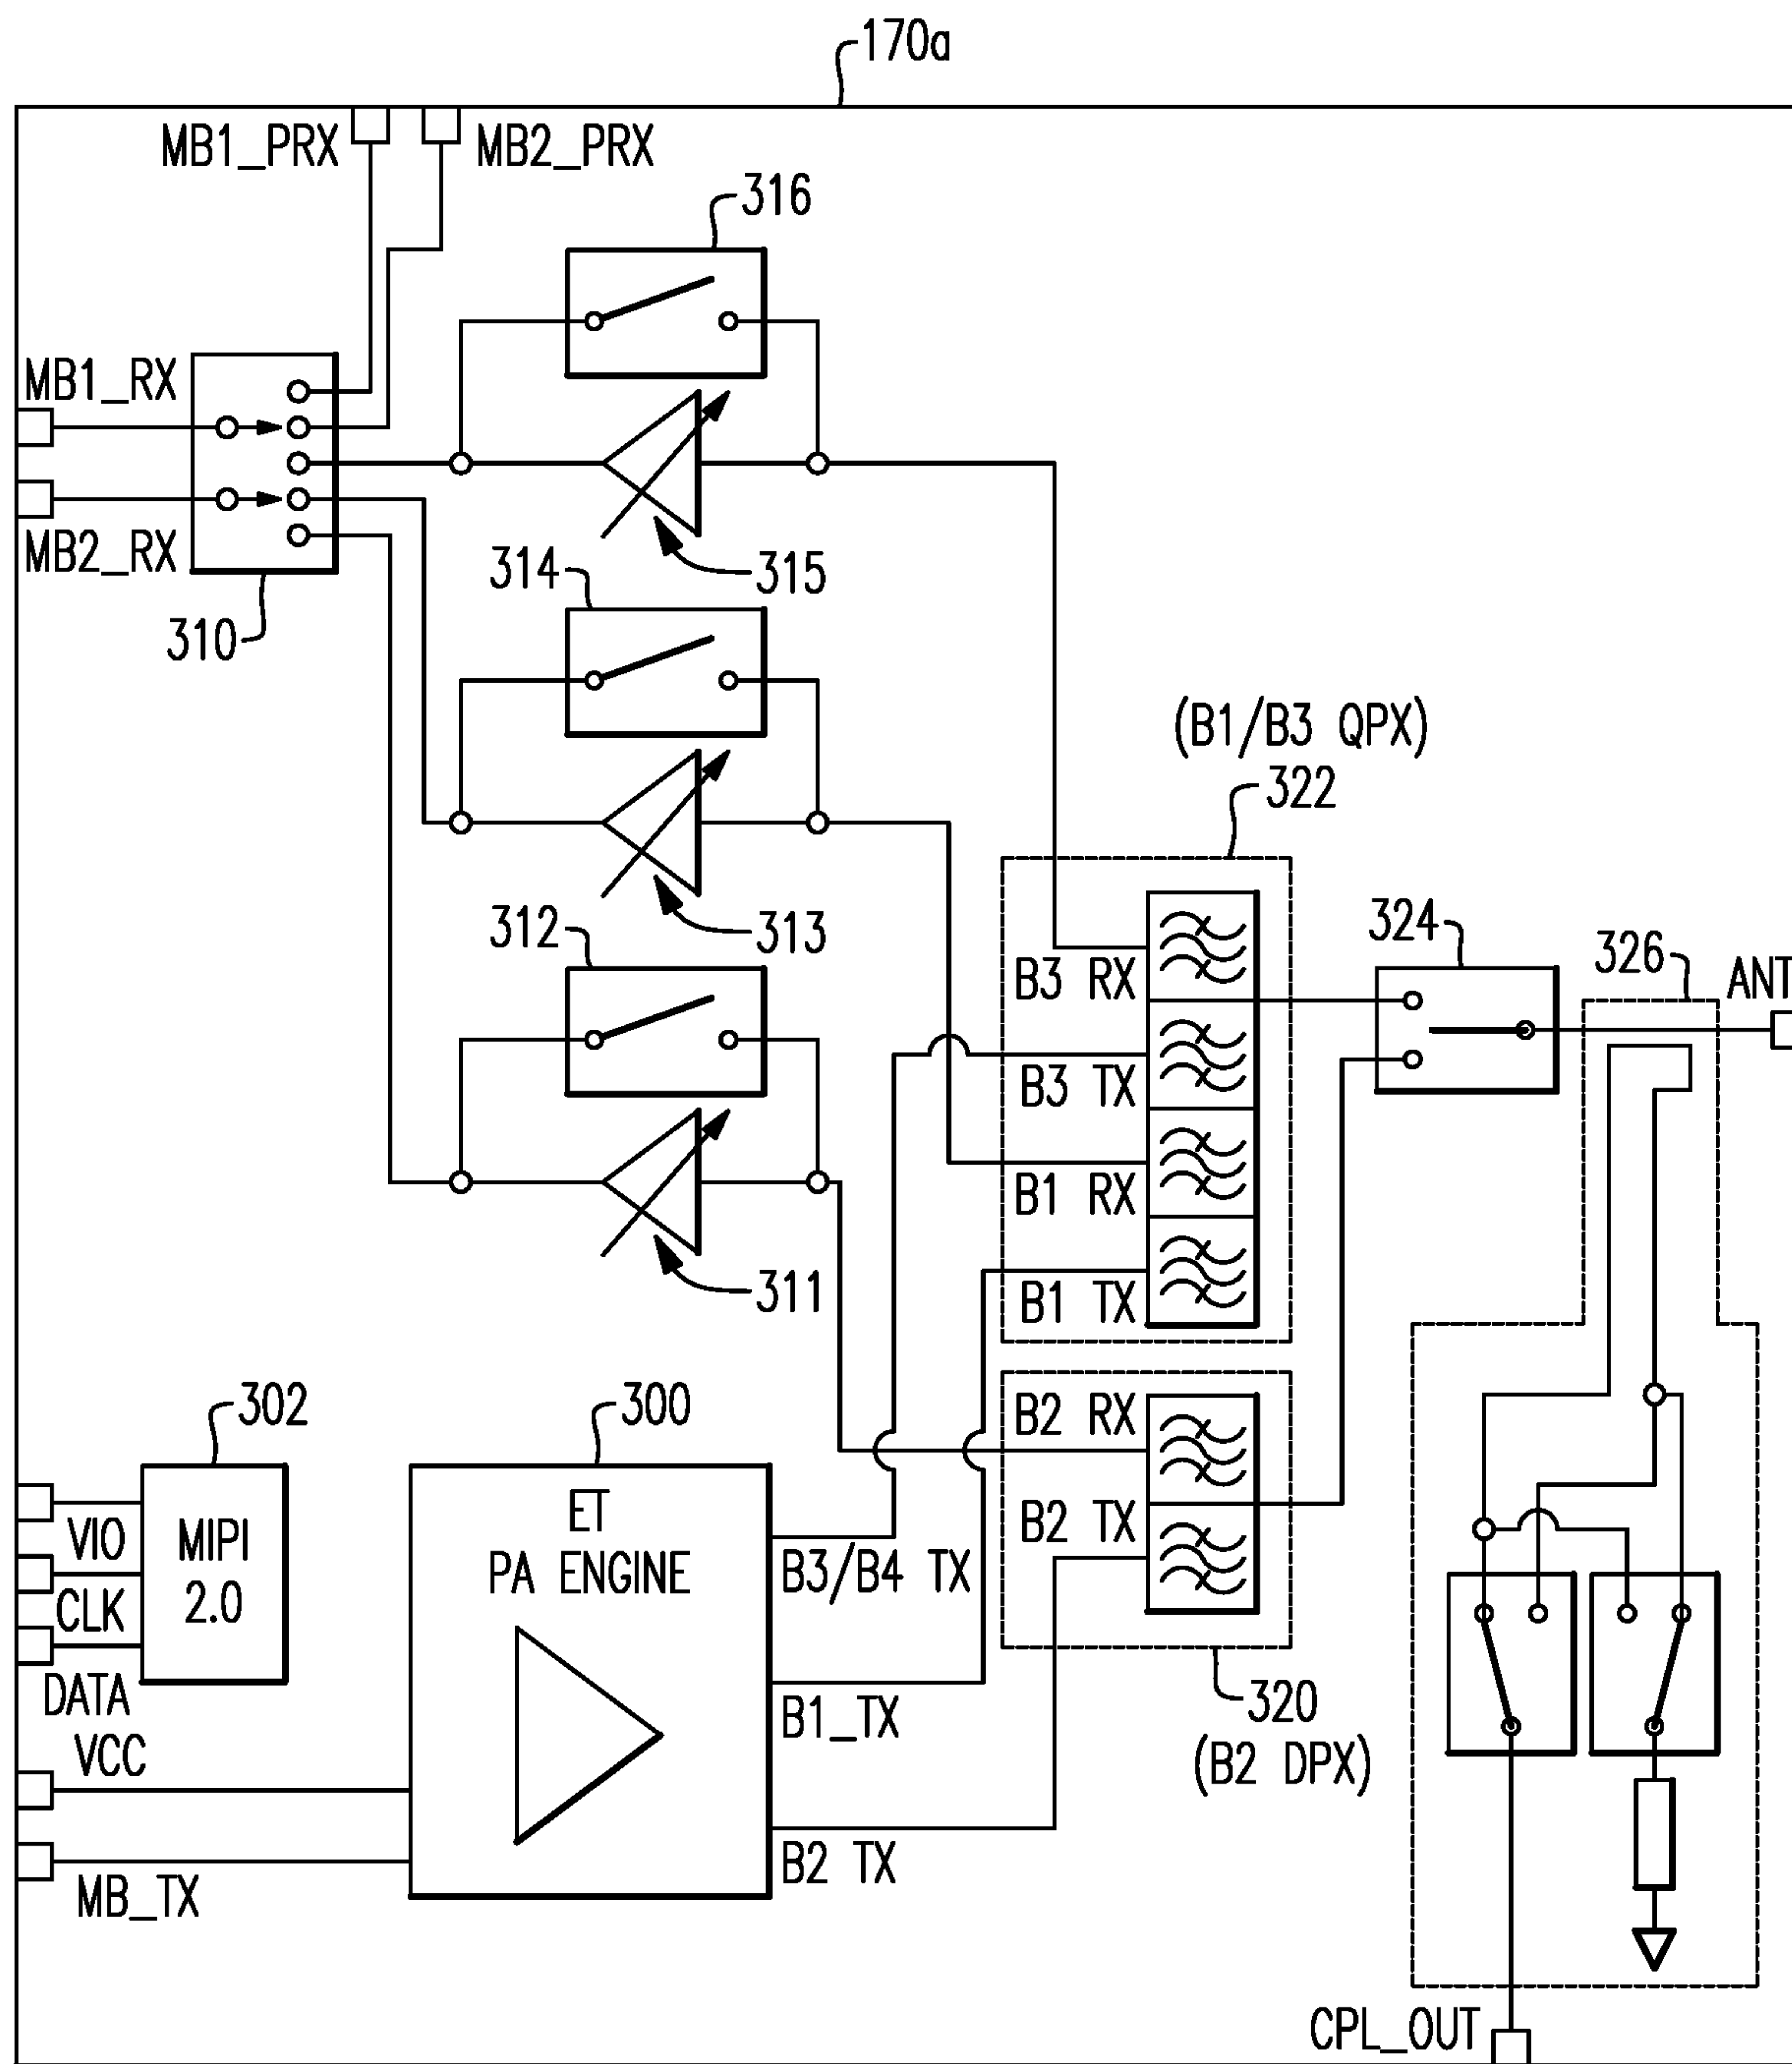 170a
MB1_PRX
MB2_PRX
316
MB1_RX
MB2_RX
310
315
314
313
312
311
(B1/B3 QPX)
322
324
326
ANT
B3 RX
B3 TX
B1 RX
B1 TX
B2 RX
B2 TX
320
(B2 DPX)
302
300
MIPI
2.0
VIO
CLK
DATA
VCC
MB_TX
ET
PA ENGINE
B3/B4 TX
B1_TX
B2 TX
CPL_OUT